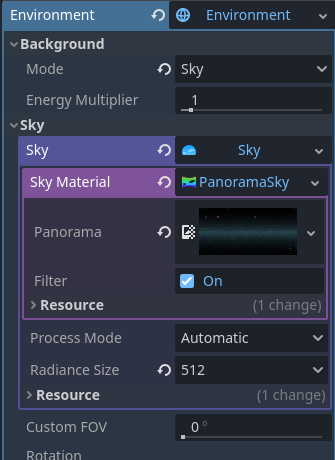 Environment Environment
Background
Mode Sky
Energy Multiplier 1
Sky
Sky Sky
Sky Material PanoramaSky
Panorama
Filter On
Resource (1 change)
Process Mode Automatic
Radiance Size 512
Resource (1 change)
Custom FOV 0 °
Rotation